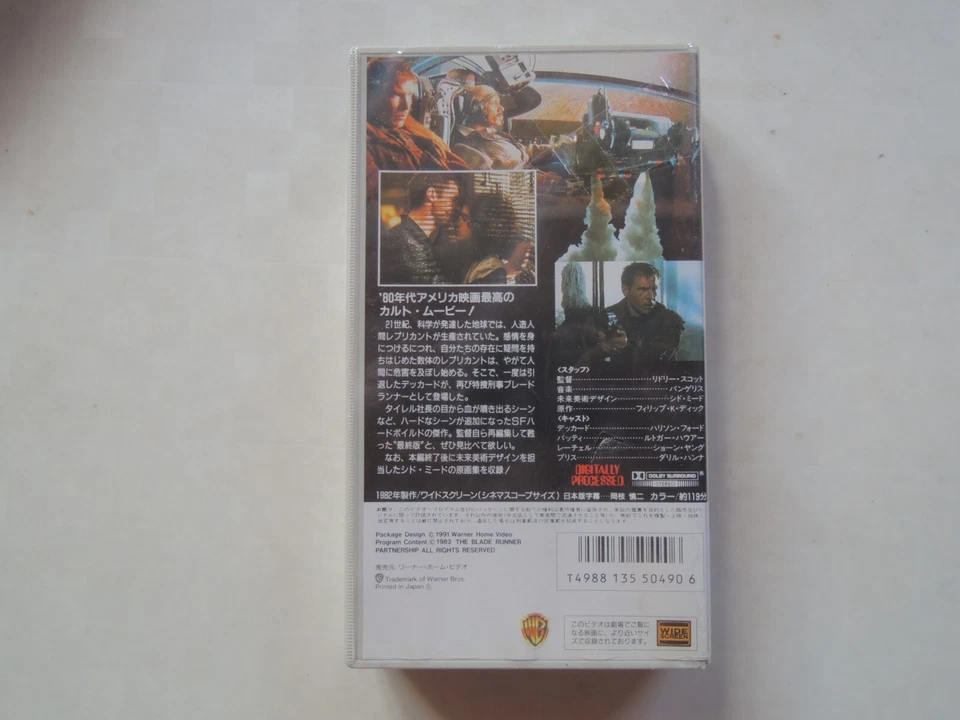 '80年代アメリカ映画最高の
カルト・ムービー!
21世紀、科学が発達した地球では、人造人
間レプリカントが生産されていた。感情を身
につけるにつれ、自分たちの存在に疑問を持
ちはじめた数体のレプリカントは、やがて人
間に危害を及ぼし始める。そこで、一度は引
退したデッカードが、再び特捜刑事ブレード
ランナーとして登場した。
タイレル社長の目から血が噴き出るシーン
など、ハードなシーンが追加になったSFハ
ードボイルドの傑作。監督自ら再編集して甦
った"最終版"と、ぜひ見比べて欲しい。
なお、本編終了後に未来美術デザインを担
当したシド・ミードの原画集を収録!
〈スタッフ〉
監督……………………リドリー・スコット
音楽……………………バンゲリス
未来美術デザイン…………シド・ミード
原作……………フィリップ・K・ディック
〈キャスト〉
デッカード…………ハリソン・フォード
バッティ…………ルトガー・ハウアー
レーチェル…………ショーン・ヤング
プリス……………………ダリル・ハンナ
DIGITALLY
PROCESSED
DOLBY SURROUND
STEREO
1982年製作/ワイドスクリーン(シネマスコープサイズ) 日本版字幕…岡枝 慎二 カラー/約119分
Package Design ©1991 Warner Home Video
Program Content ©1982 THE BLADE RUNNER
PARTNERSHIP ALL RIGHTS RESERVED
発売元 ワーナー・ホーム・ビデオ
Trademark of Warner Bros.
Printed in Japan
T4988 135 50490 6
WB
このビデオは劇場でご覧に
なる映画に、より近いサイ
ズで収録されております。
WIDE
SCREEN